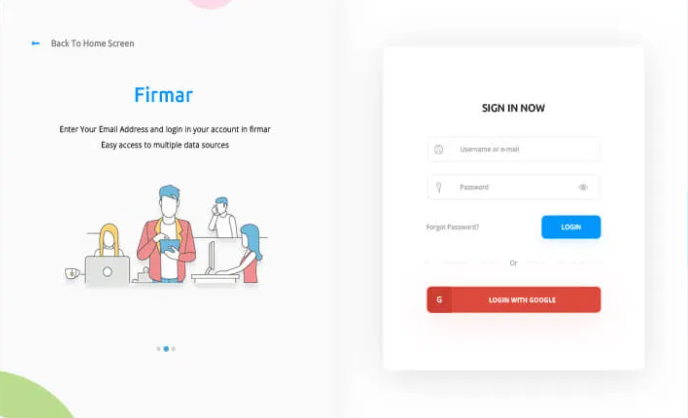 Back To Home Screen
Firmar
Enter Your Email Address and login in your account in firmar
Easy access to multiple data sources
SIGN IN NOW
Username or e-mail
Password
Forgot Password?
LOGIN
Or
G
LOGIN WITH GOOGLE